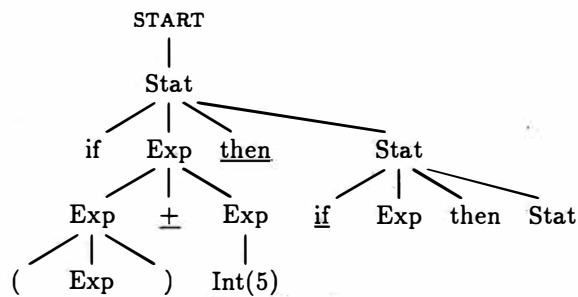 START
Stat
if Exp then Stat
Exp + Exp if Exp then Stat
( Exp ) Int(5)